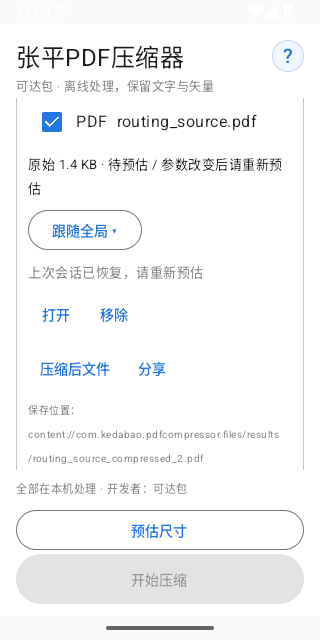 张平PDF压缩器
?
可达包 · 离线处理，保留文字与矢量
PDF routing_source.pdf
原始 1.4 KB · 待预估 / 参数改变后请重新预
估
跟随全局 ▾
上次会话已恢复，请重新预估
打开 移除
压缩后文件 分享
保存位置：
content://com.kedabao.pdfcompressor.files/results
/routing_source_compressed_2.pdf
全部在本机处理 · 开发者：可达包
预估尺寸
开始压缩